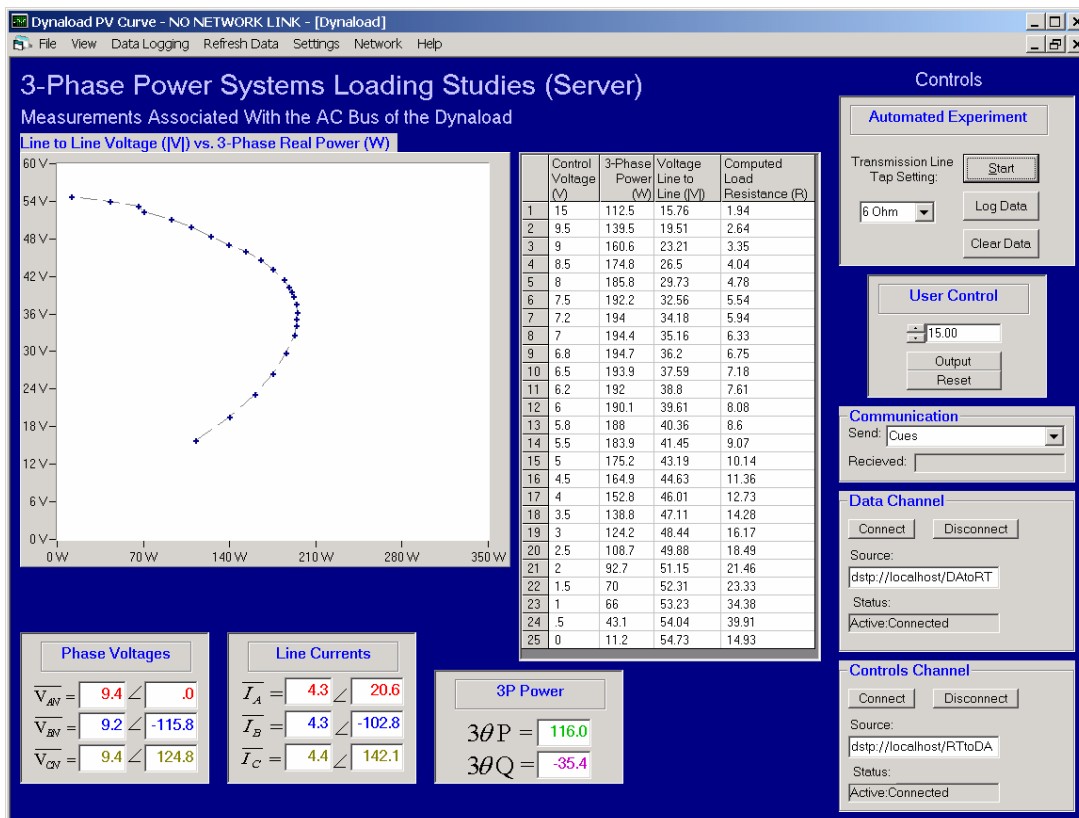 Dynaload PV Curve - NO NETWORK LINK - [Dynaload]
File View Data Logging Refresh Data Settings Network Help
3-Phase Power Systems Loading Studies (Server)
Measurements Associated With the AC Bus of the Dynaload
Line to Line Voltage (|V|) vs. 3-Phase Real Power (W)
60 V
54 V
48 V
42 V
36 V
30 V
24 V
18 V
12 V
6 V
0 V
0 W 70 W 140 W 210 W 280 W 350 W
Control Voltage (V) 3-Phase Power (W) Voltage Line to Line (|V|) Computed Load Resistance (R)
1 15 112.5 15.76 1.94
2 9.5 139.5 19.51 2.64
3 9 160.6 23.21 3.35
4 8.5 174.8 26.5 4.04
5 8 185.8 29.73 4.78
6 7.5 192.2 32.56 5.54
7 7.2 194 34.18 5.94
8 7 194.4 35.16 6.33
9 6.8 194.7 36.2 6.75
10 6.5 193.9 37.59 7.18
11 6.2 192 38.8 7.61
12 6 190.1 39.61 8.08
13 5.8 188 40.36 8.6
14 5.5 183.9 41.45 9.07
15 5 175.2 43.19 10.14
16 4.5 164.9 44.63 11.36
17 4 152.8 46.01 12.73
18 3.5 138.8 47.11 14.28
19 3 124.2 48.44 16.17
20 2.5 108.7 49.88 18.49
21 2 92.7 51.15 21.46
22 1.5 70 52.31 23.33
23 1 66 53.23 34.38
24 .5 43.1 54.04 39.91
25 0 11.2 54.73 14.93
Phase Voltages
V_AN = 9.4 ∠ .0
V_BN = 9.2 ∠ -115.8
V_CN = 9.4 ∠ 124.8
Line Currents
I_A = 4.3 ∠ 20.6
I_B = 4.3 ∠ -102.8
I_C = 4.4 ∠ 142.1
3P Power
3θP = 116.0
3θQ = -35.4
Controls
Automated Experiment
Transmission Line
Tap Setting:
6 Ohm
Start
Log Data
Clear Data
User Control
15.00
Output
Reset
Communication
Send: Cues
Recieved:
Data Channel
Connect Disconnect
Source:
dstp://localhost/DAtoRT
Status:
Active:Connected
Controls Channel
Connect Disconnect
Source:
dstp://localhost/RTtoDA
Status:
Active:Connected